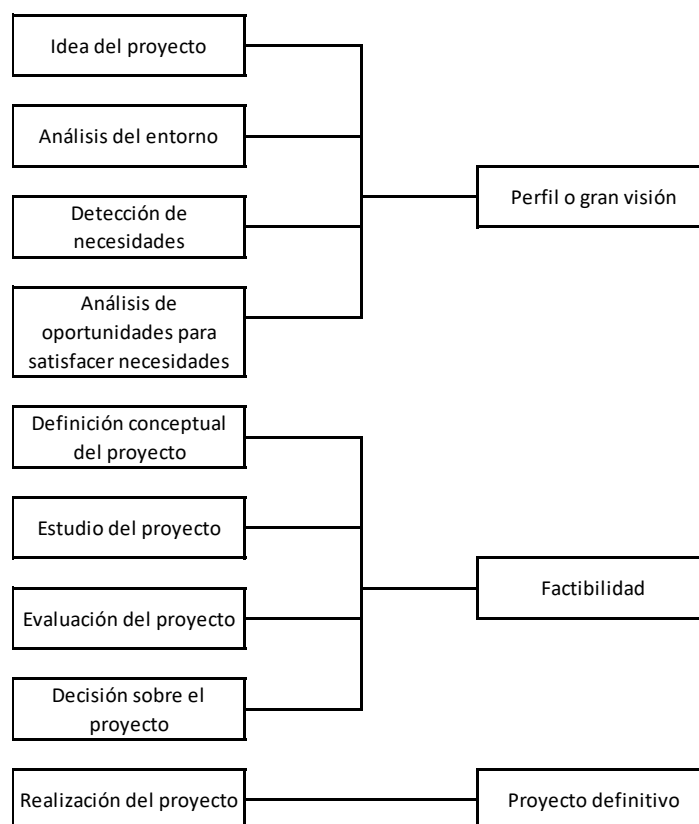 Idea del proyecto
Análisis del entorno
Detección de
necesidades
Análisis de
oportunidades para
satisfacer necesidades
Perfil o gran visión
Definición conceptual
del proyecto
Estudio del proyecto
Evaluación del proyecto
Decisión sobre el
proyecto
Factibilidad
Realización del proyecto
Proyecto definitivo